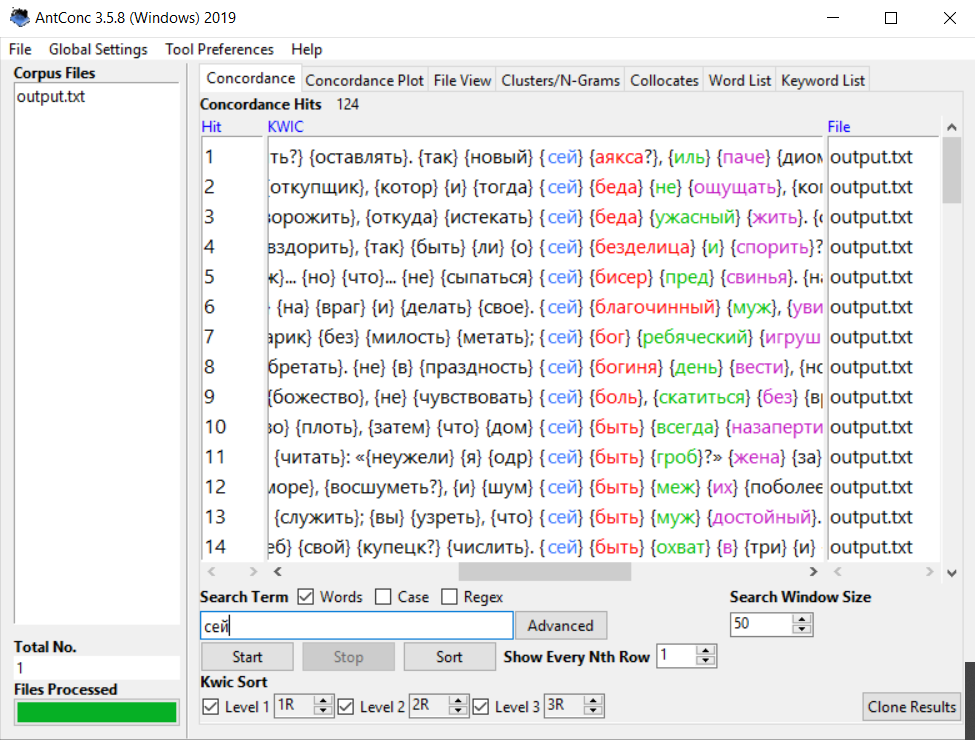 AntConc 3.5.8 (Windows) 2019
File Global Settings Tool Preferences Help
Corpus Files
output.txt
Concordance Concordance Plot File View Clusters/N-Grams Collocates Word List Keyword List
Concordance Hits 124
Hit KWIC File
1 ть?} {оставлять}. {так} {новый} {сей} {аякса?}, {иль} {паче} {диом output.txt
2 {откупщик}, {котор} {и} {тогда} {сей} {беда} {не} {ощущать}, {ко output.txt
3 ворожить}, {откуда} {истекать} {сей} {беда} {ужасный} {жить}. output.txt
4 вздорить}, {так} {быть} {ли} {о} {сей} {безделица} {и} {спорить}? output.txt
5 ж}... {но} {что}... {не} {сыпаться} {сей} {бисер} {пред} {свинья}. {на output.txt
6 {на} {враг} {и} {делать} {свое}. {сей} {благочинный} {муж}, {уви output.txt
7 арик} {без} {милость} {метать}; {сей} {бог} {ребяческий} {игруш output.txt
8 бретать}. {не} {в} {праздность} {сей} {богиня} {день} {вести}, {но output.txt
9 {божество}, {не} {чувствовать} {сей} {боль}, {скатиться} {без} {вр output.txt
10 во} {плоть}, {затем} {что} {дом} {сей} {быть} {всегда} {назаперти output.txt
11 {читать}: «{неужели} {я} {одр} {сей} {быть} {гроб}?» {жена} {за} output.txt
12 море}, {восшуметь?}, {и} {шум} {сей} {быть} {меж} {их} {поболее output.txt
13 {служить}; {вы} {узреть}, {что} {сей} {быть} {муж} {достойный}. output.txt
14 еб} {свой} {купецк?} {числить}. {сей} {быть} {охват} {в} {три} {и} output.txt
Search Term Words Case Regex Search Window Size
сей Advanced 50
Start Stop Sort Show Every Nth Row 1
Total No.
1
Files Processed
Kwic Sort
Level 1 1R Level 2 2R Level 3 3R Clone Results